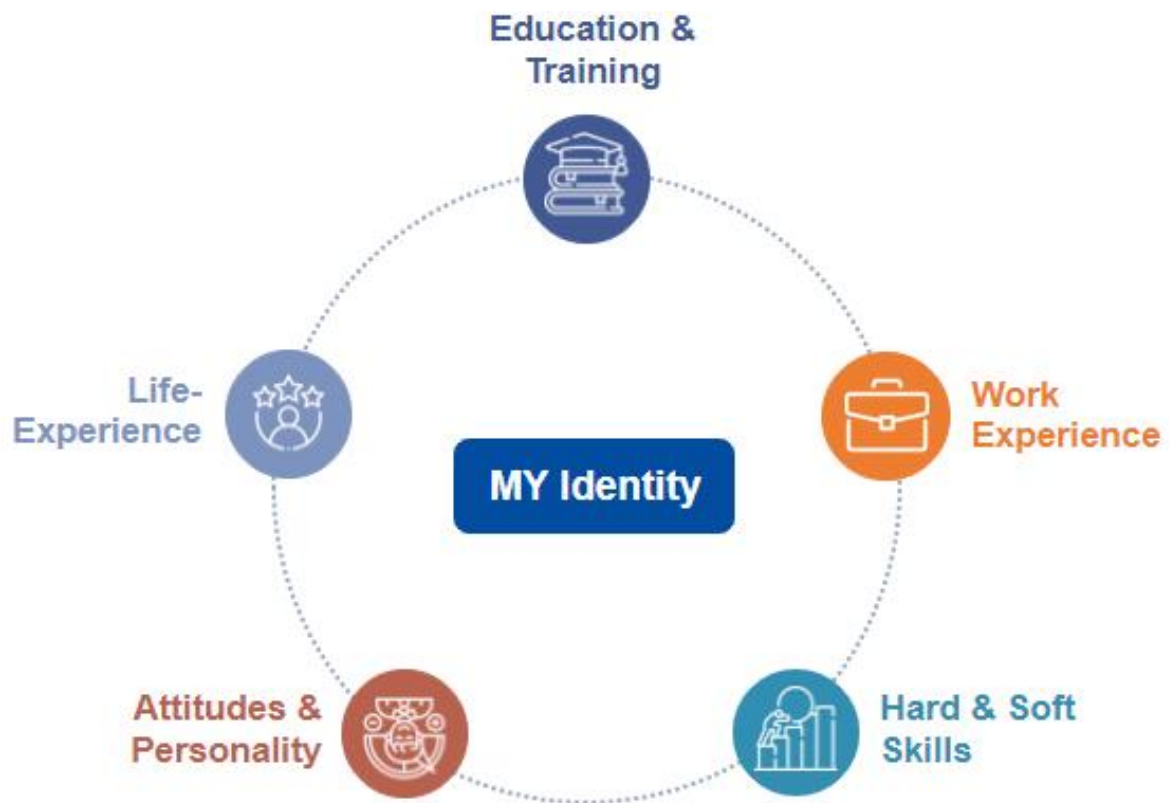 Education &
Training
Life-
Experience
Work
Experience
MY Identity
Attitudes &
Personality
Hard & Soft
Skills